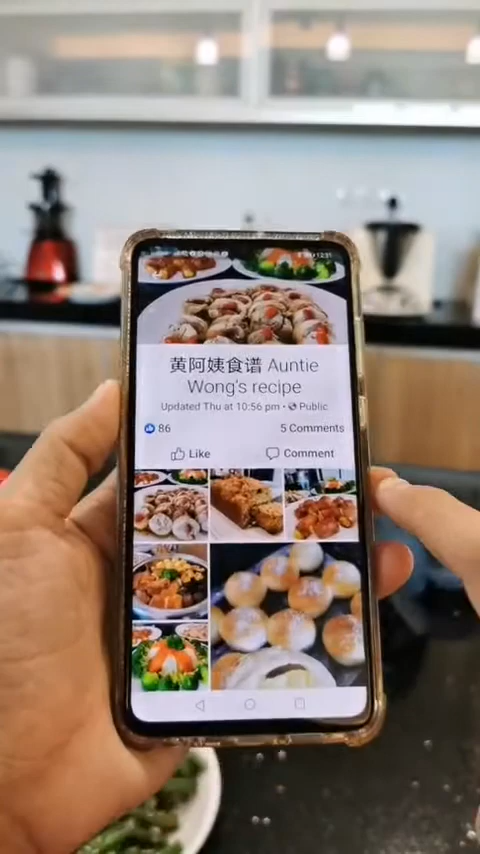 黄阿姨食谱 Auntie
Wong's recipe
Updated Thu at 10:56 pm · Public
86
5 Comments
Like
Comment